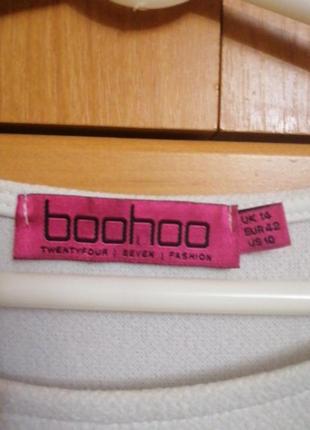 boohoo
TWENTYFOUR | SEVEN | FASHION
UK 14
EUR 42
US 10